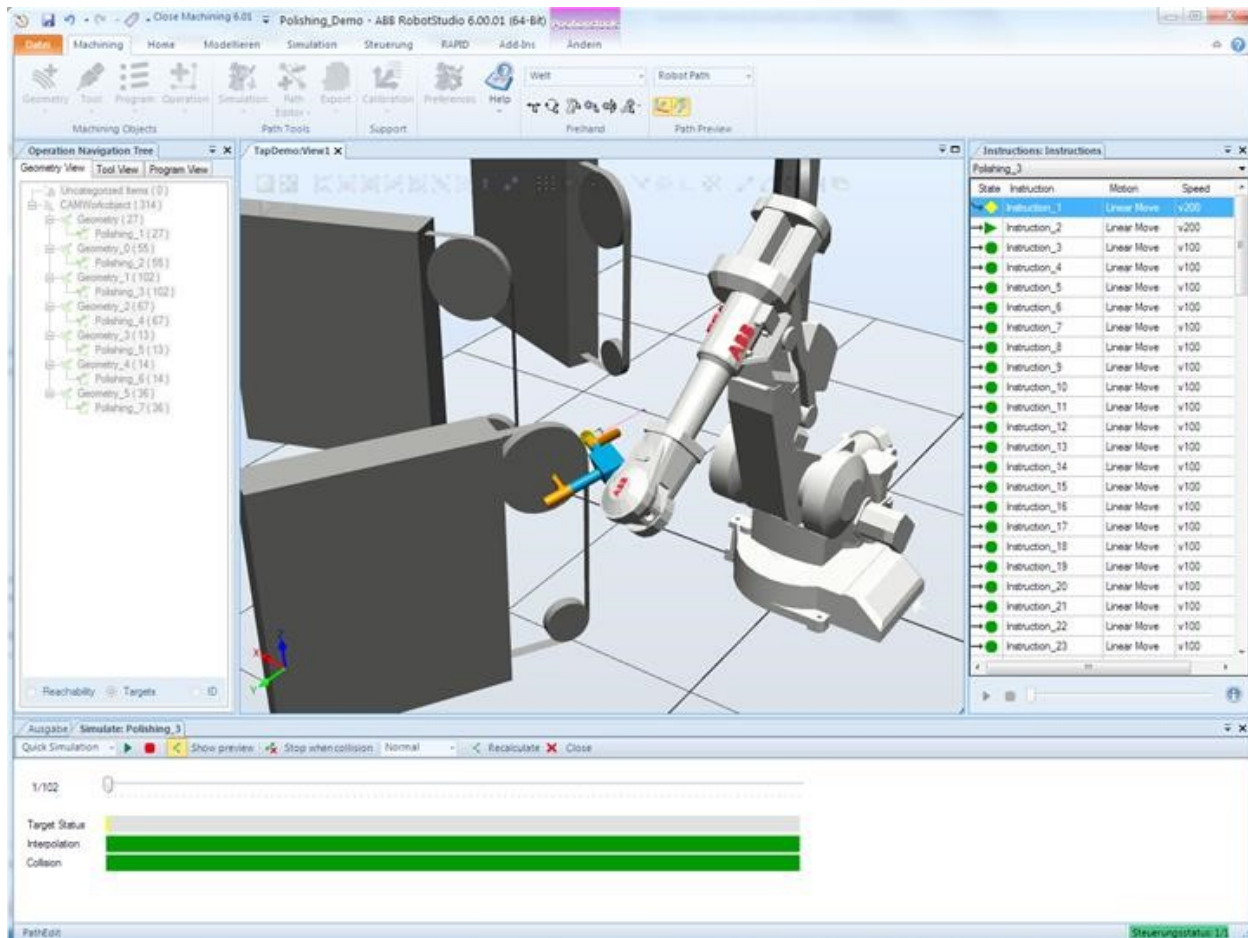 Close Machining 6.01
Polishing_Demo - ABB RobotStudio 6.00.01 (64-Bit)
Datei Machining Home Modellieren Simulation Steuerung RAPID Add-Ins Ändern
Geometry Tool Program Operation Simulation Path Editor Export Calibration Preferences Help
Welt
Robot Path
Machining Objects Path Tools Support Freihand Path Preview
Operation Navigation Tree
Geometry View Tool View Program View
Uncategorized Items (0)
CAMWorkobject (314)
Geometry (27)
Polishing_1 (27)
Geometry_0 (55)
Polishing_2 (55)
Geometry_1 (102)
Polishing_3 (102)
Geometry_2 (67)
Polishing_4 (67)
Geometry_3 (13)
Polishing_5 (13)
Geometry_4 (14)
Polishing_6 (14)
Geometry_5 (36)
Polishing_7 (36)
Reachability Targets ID
TapDemo:View1
ABB
ABB
X
Y
Z
Instructions: Instructions
Polishing_3
State Instruction Motion Speed
Instruction_1 Linear Move v200
Instruction_2 Linear Move v200
Instruction_3 Linear Move v100
Instruction_4 Linear Move v100
Instruction_5 Linear Move v100
Instruction_6 Linear Move v100
Instruction_7 Linear Move v100
Instruction_8 Linear Move v100
Instruction_9 Linear Move v100
Instruction_10 Linear Move v100
Instruction_11 Linear Move v100
Instruction_12 Linear Move v100
Instruction_13 Linear Move v100
Instruction_14 Linear Move v100
Instruction_15 Linear Move v100
Instruction_16 Linear Move v100
Instruction_17 Linear Move v100
Instruction_18 Linear Move v100
Instruction_19 Linear Move v100
Instruction_20 Linear Move v100
Instruction_21 Linear Move v100
Instruction_22 Linear Move v100
Instruction_23 Linear Move v100
Ausgabe Simulate: Polishing_3
Quick Simulation Show preview Stop when collision Normal Recalculate Close
1/102
Target Status
Interpolation
Collision
PathEdit
Steuerungsstatus: 1/1